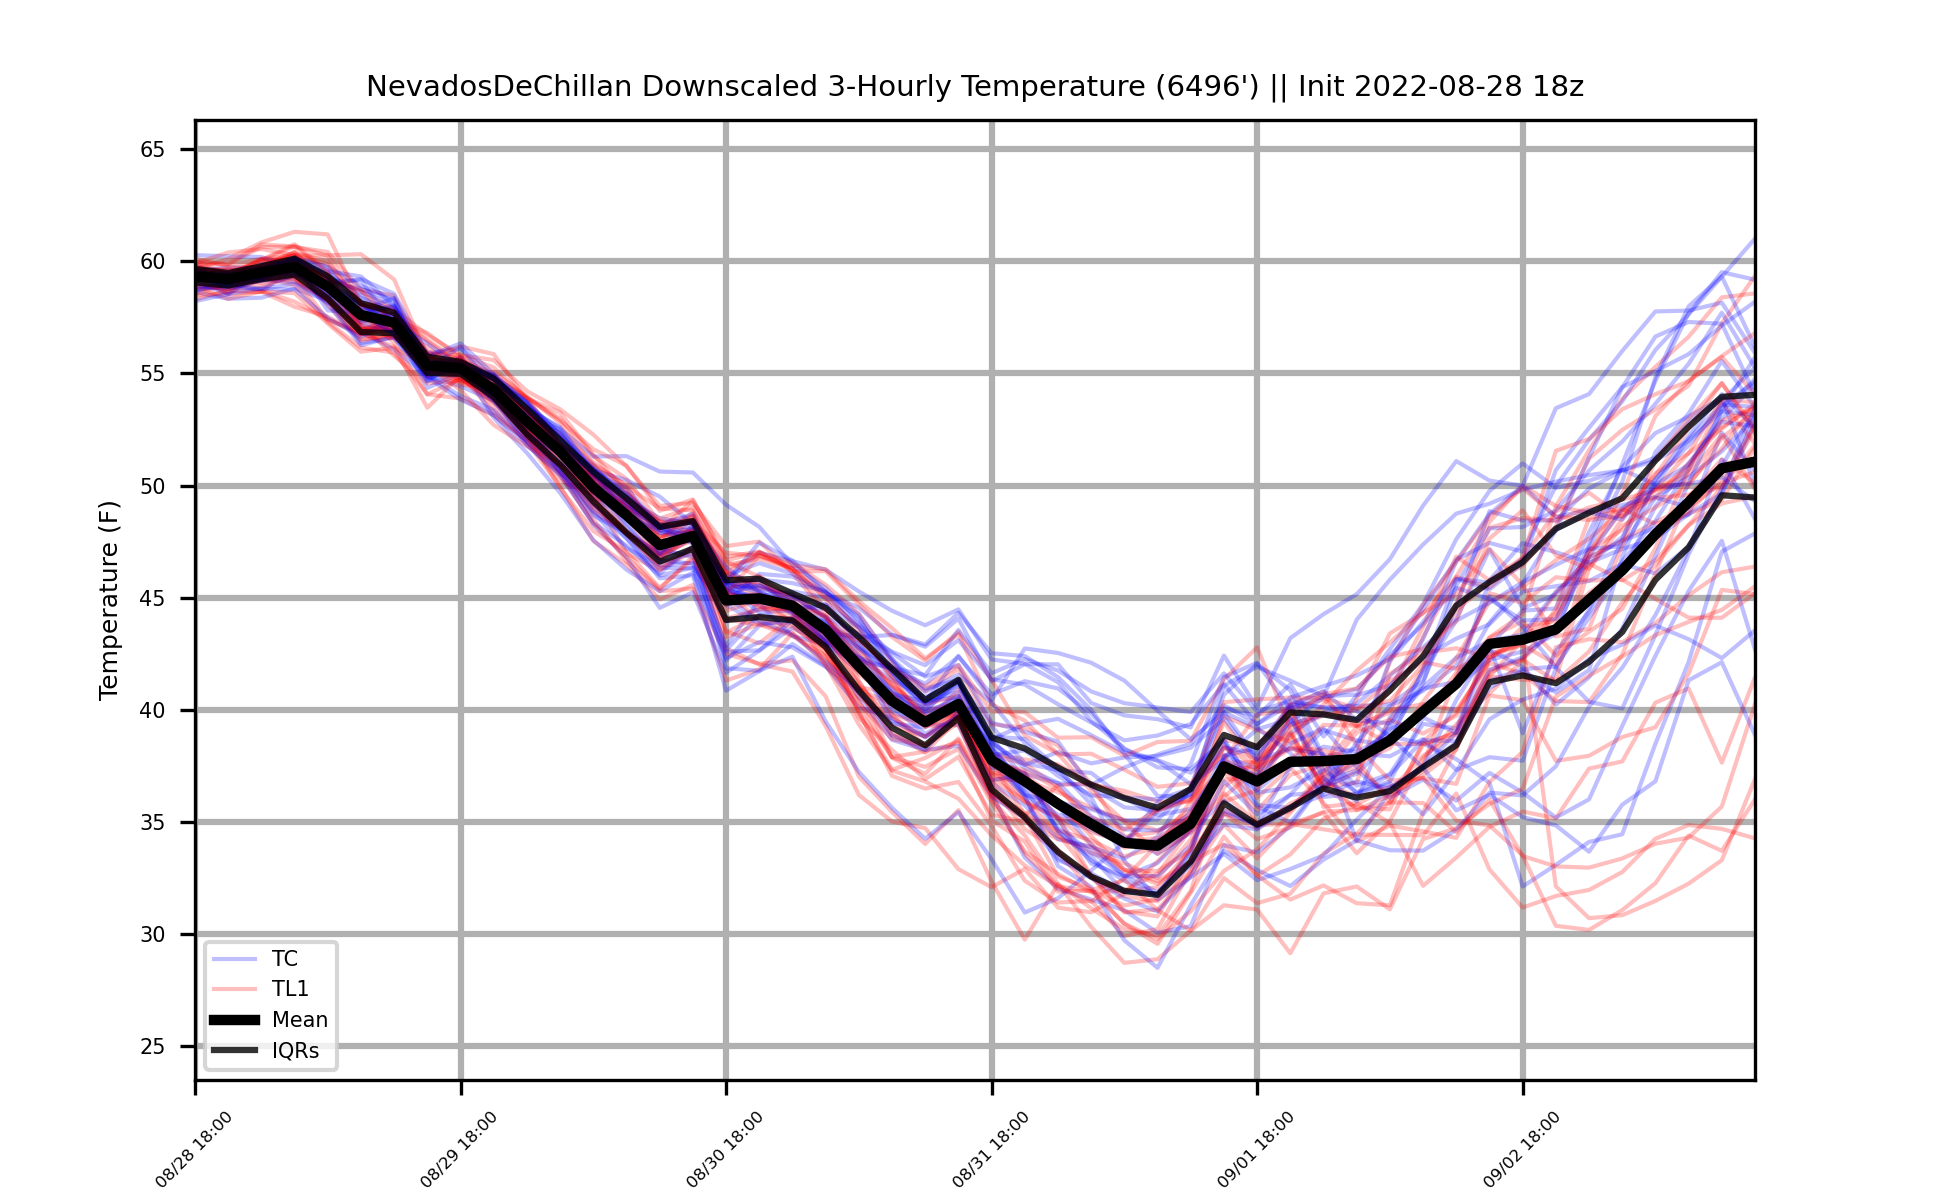 NevadosDeChillan Downscaled 3-Hourly Temperature (6496') || Init 2022-08-28 18z
Temperature (F)
65
60
55
50
45
40
35
30
25
TC
TL1
Mean
IQRs
08/28 18:00
08/29 18:00
08/30 18:00
08/31 18:00
09/01 18:00
09/02 18:00